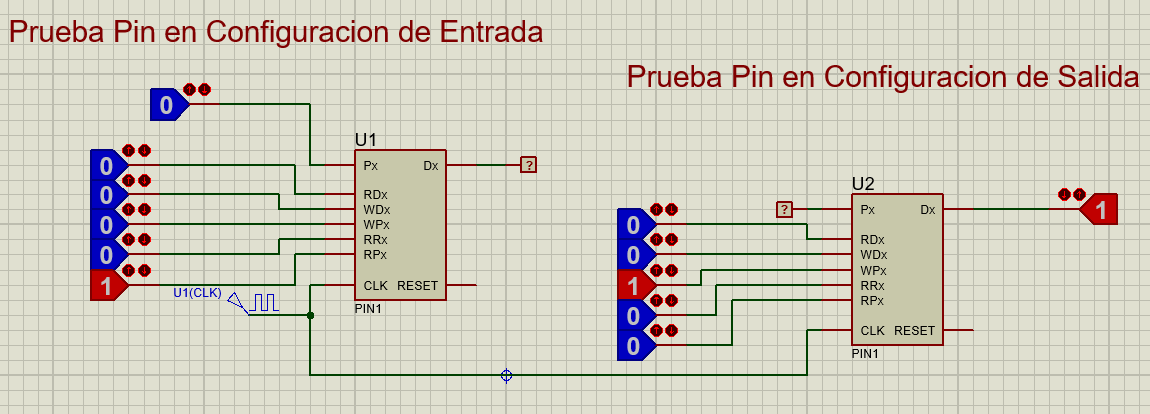 Prueba Pin en Configuracion de Entrada
Prueba Pin en Configuracion de Salida
0
U1
0 Px Dx ?
0 RDx
WDx
0 WPx
RRx
0 RPx
1 CLK RESET
U1(CLK)
PIN1
U2
? Px Dx 1
0
RDx
0 WDx
WPx
1 RRx
RPx
0
CLK RESET
0
PIN1